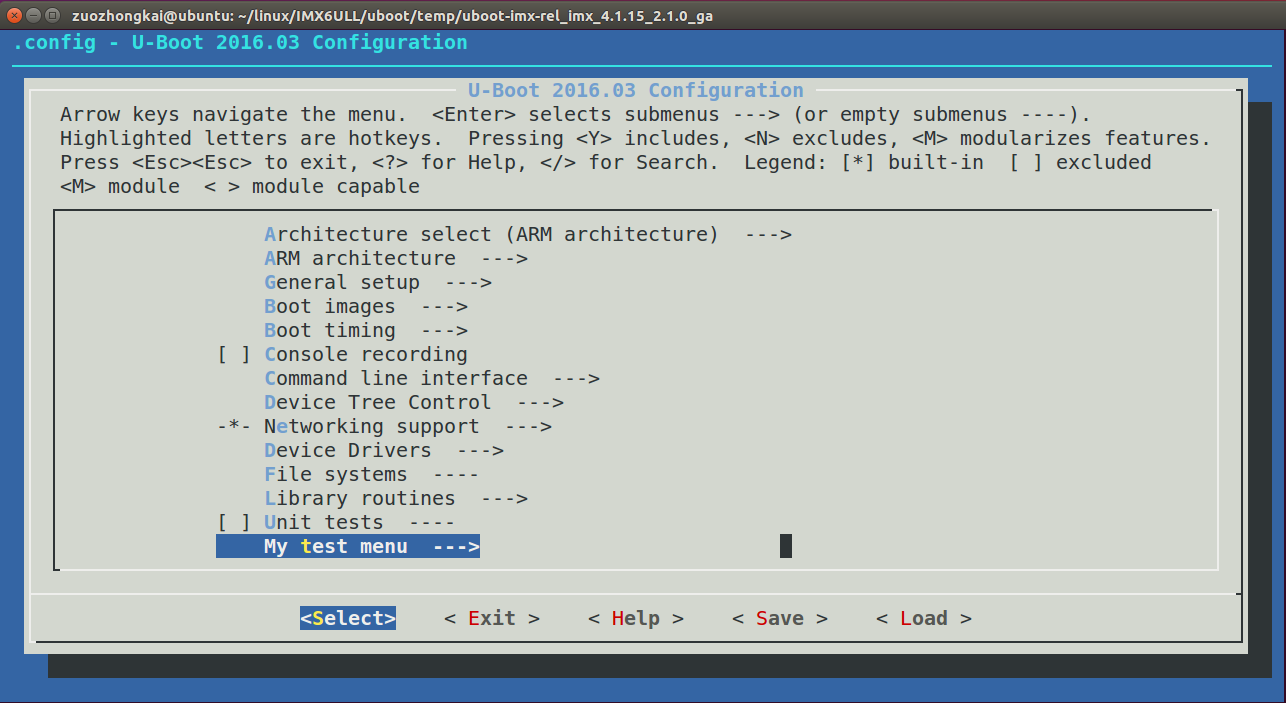 zuozhongkai@ubuntu: ~/linux/IMX6ULL/uboot/temp/uboot-imx-rel_imx_4.1.15_2.1.0_ga
.config - U-Boot 2016.03 Configuration
U-Boot 2016.03 Configuration
Arrow keys navigate the menu.  <Enter> selects submenus ---> (or empty submenus ----).
Highlighted letters are hotkeys.  Pressing <Y> includes, <N> excludes, <M> modularizes features.
Press <Esc><Esc> to exit, <?> for Help, </> for Search.  Legend: [*] built-in  [ ] excluded
<M> module  < > module capable
Architecture select (ARM architecture)  --->
ARM architecture  --->
General setup  --->
Boot images  --->
Boot timing  --->
[ ] Console recording
Command line interface  --->
Device Tree Control  --->
-*- Networking support  --->
Device Drivers  --->
File systems  ----
Library routines  --->
[ ] Unit tests  ----
My test menu  --->
<Select>    < Exit >    < Help >    < Save >    < Load >